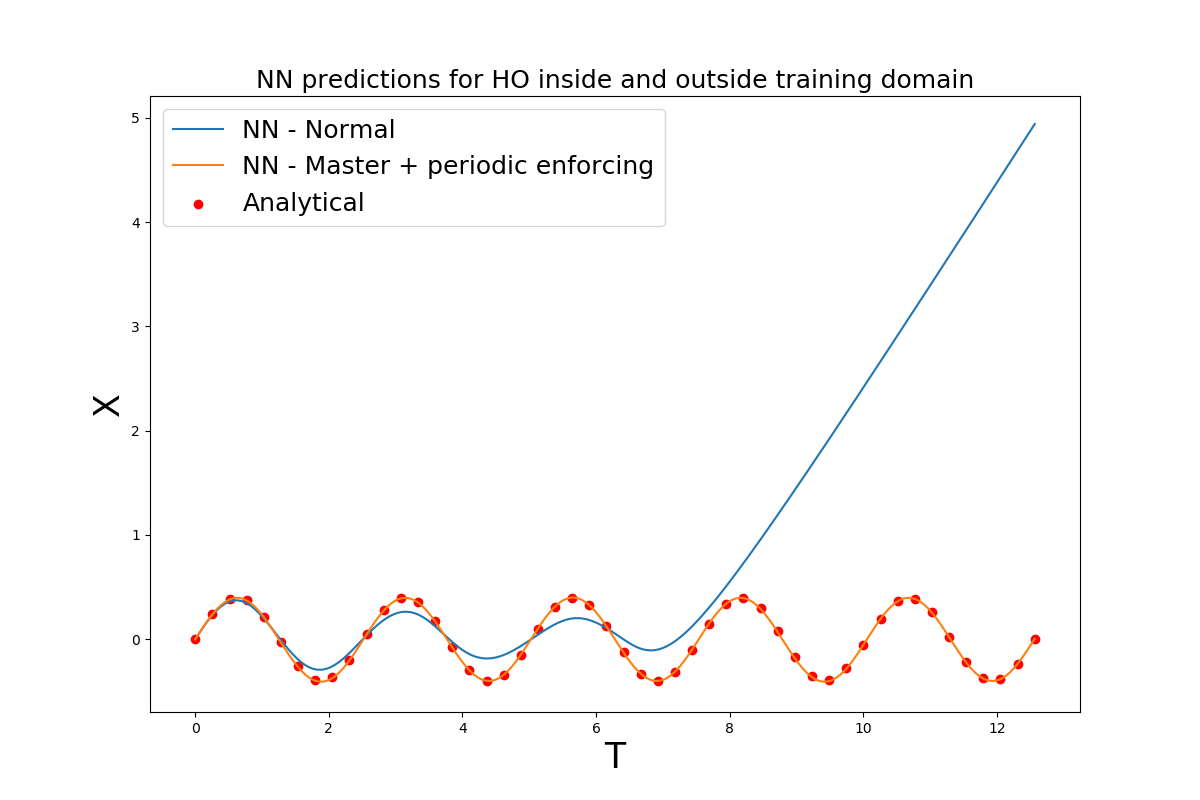 NN predictions for HO inside and outside training domain
NN - Normal
NN - Master + periodic enforcing
Analytical
5
4
3
2
1
0
X
0 2 4 6 8 10 12
T